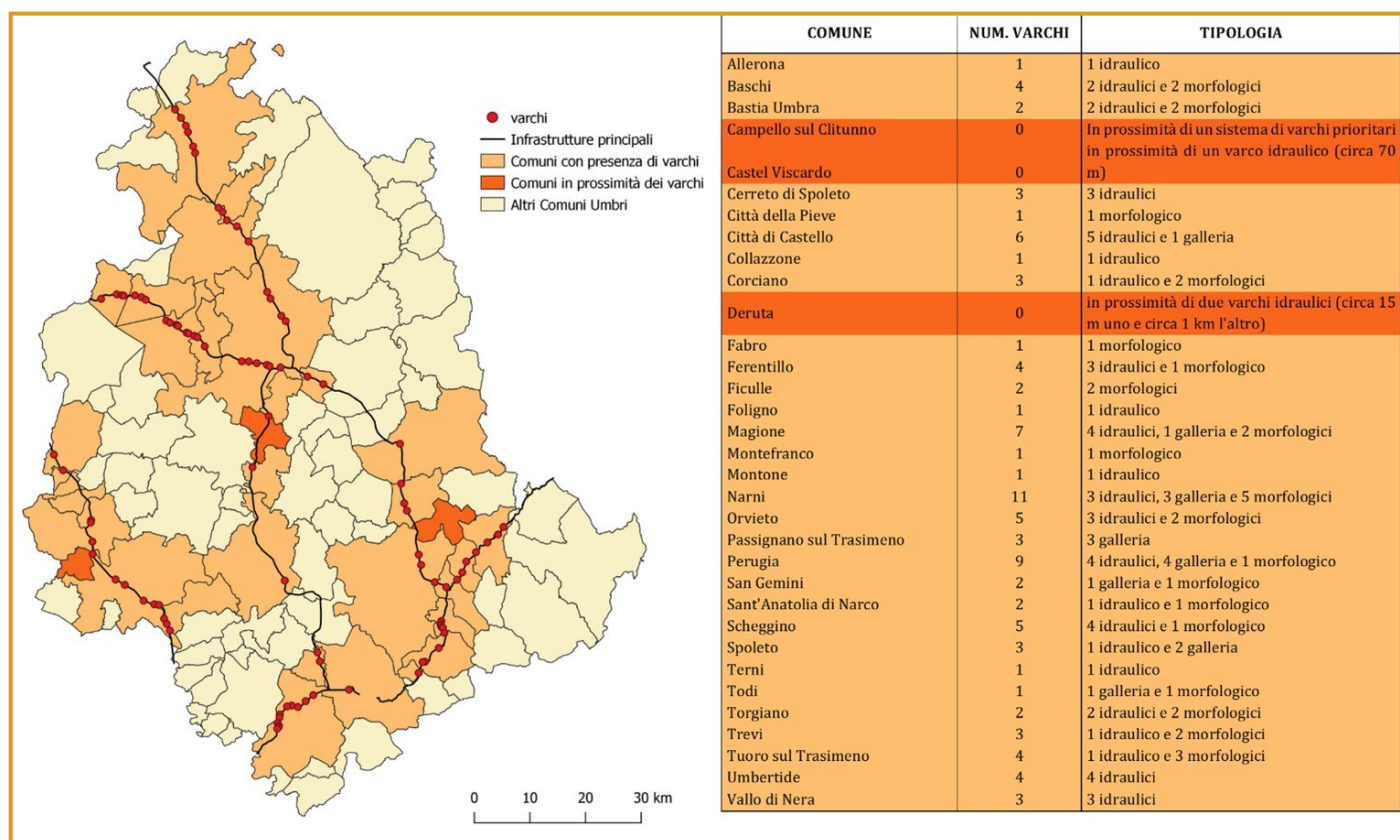 varchi
Infrastrutture principali
Comuni con presenza di varchi
Comuni in prossimità dei varchi
Altri Comuni Umbri
0 10 20 30 km
COMUNE NUM. VARCHI TIPOLOGIA
Allerona 1 1 idraulico
Baschi 4 2 idraulici e 2 morfologici
Bastia Umbra 2 2 idraulici e 2 morfologici
Campello sul Clitunno 0 In prossimità di un sistema di varchi prioritari
in prossimità di un varco idraulico (circa 70
Castel Viscardo 0 m)
Cerreto di Spoleto 3 3 idraulici
Città della Pieve 1 1 morfologico
Città di Castello 6 5 idraulici e 1 galleria
Collazzone 1 1 idraulico
Corciano 3 1 idraulico e 2 morfologici
in prossimità di due varchi idraulici (circa 15
Deruta 0 m uno e circa 1 km l'altro)
Fabro 1 1 morfologico
Ferentillo 4 3 idraulici e 1 morfologico
Ficulle 2 2 morfologici
Foligno 1 1 idraulico
Magione 7 4 idraulici, 1 galleria e 2 morfologici
Montefranco 1 1 morfologico
Montone 1 1 idraulico
Narni 11 3 idraulici, 3 galleria e 5 morfologici
Orvieto 5 3 idraulici e 2 morfologici
Passignano sul Trasimeno 3 3 galleria
Perugia 9 4 idraulici, 4 galleria e 1 morfologico
San Gemini 2 1 galleria e 1 morfologico
Sant'Anatolia di Narco 2 1 idraulico e 1 morfologico
Scheggino 5 4 idraulici e 1 morfologico
Spoleto 3 1 idraulico e 2 galleria
Terni 1 1 idraulico
Todi 1 1 galleria e 1 morfologico
Torgiano 2 2 idraulici e 2 morfologici
Trevi 3 1 idraulico e 2 morfologici
Tuoro sul Trasimeno 4 1 idraulico e 3 morfologici
Umbertide 4 4 idraulici
Vallo di Nera 3 3 idraulici